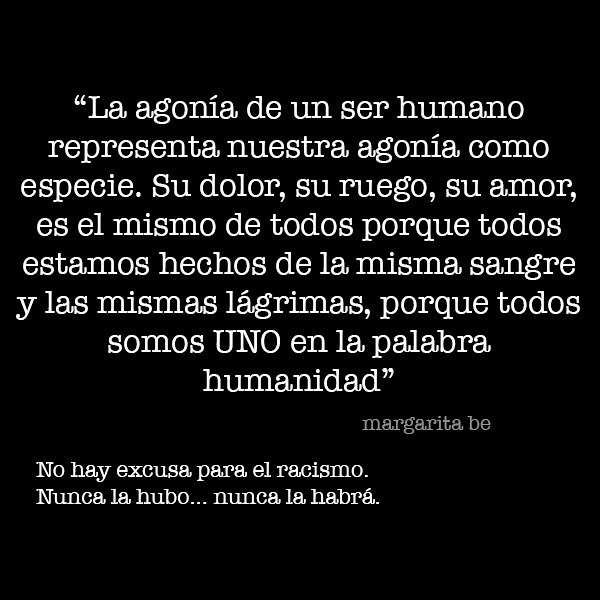 “La agonía de un ser humano
representa nuestra agonía como
especie. Su dolor, su ruego, su amor,
es el mismo de todos porque todos
estamos hechos de la misma sangre
y las mismas lágrimas, porque todos
somos UNO en la palabra
humanidad”
margarita be
No hay excusa para el racismo.
Nunca la hubo... nunca la habrá.